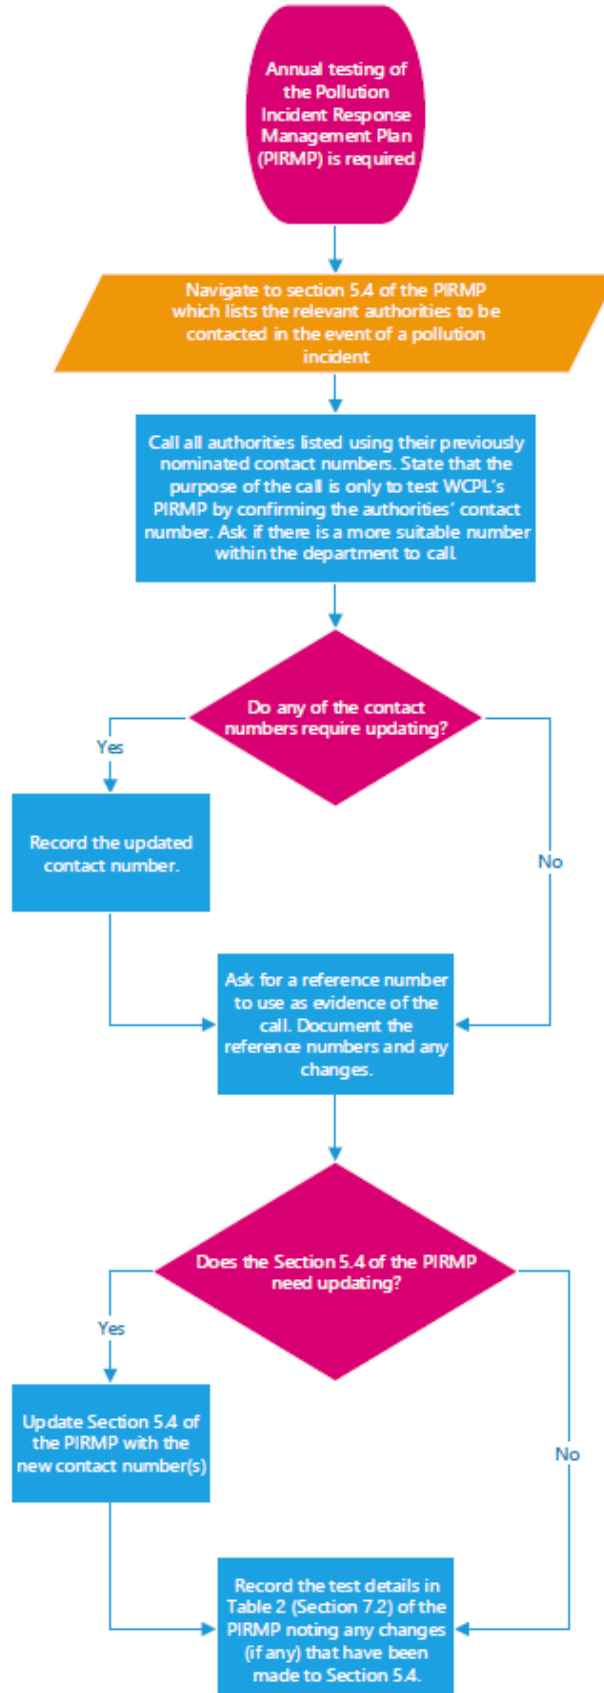 Annual testing of
the Pollution
Incident Response
Management Plan
(PIRMP) is required
Navigate to section 5.4 of the PIRMP
which lists the relevant authorities to be
contacted in the event of a pollution
incident
Call all authorities listed using their previously
nominated contact numbers. State that the
purpose of the call is only to test WCPL's
PIRMP by confirming the authorities' contact
number. Ask if there is a more suitable number
within the department to call.
Do any of the contact
numbers require updating?
Yes
Record the updated
contact number.
No
Ask for a reference number
to use as evidence of the
call. Document the
reference numbers and any
changes.
Does the Section 5.4 of the PIRMP
need updating?
Yes
Update Section 5.4 of
the PIRMP with the
new contact number(s)
No
Record the test details in
Table 2 (Section 7.2) of the
PIRMP noting any changes
(if any) that have been
made to Section 5.4.